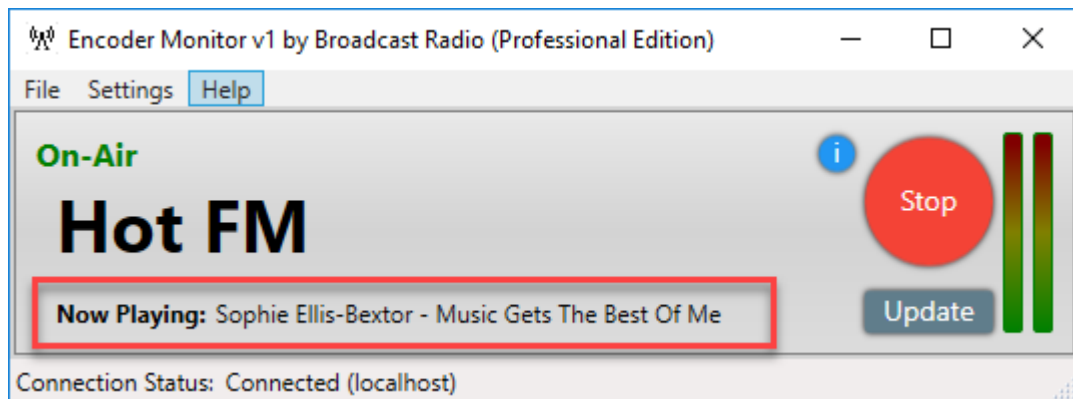 Encoder Monitor v1 by Broadcast Radio (Professional Edition)
File Settings Help
On-Air
i
Stop
Hot FM
Now Playing: Sophie Ellis-Bextor - Music Gets The Best Of Me
Update
Connection Status: Connected (localhost)